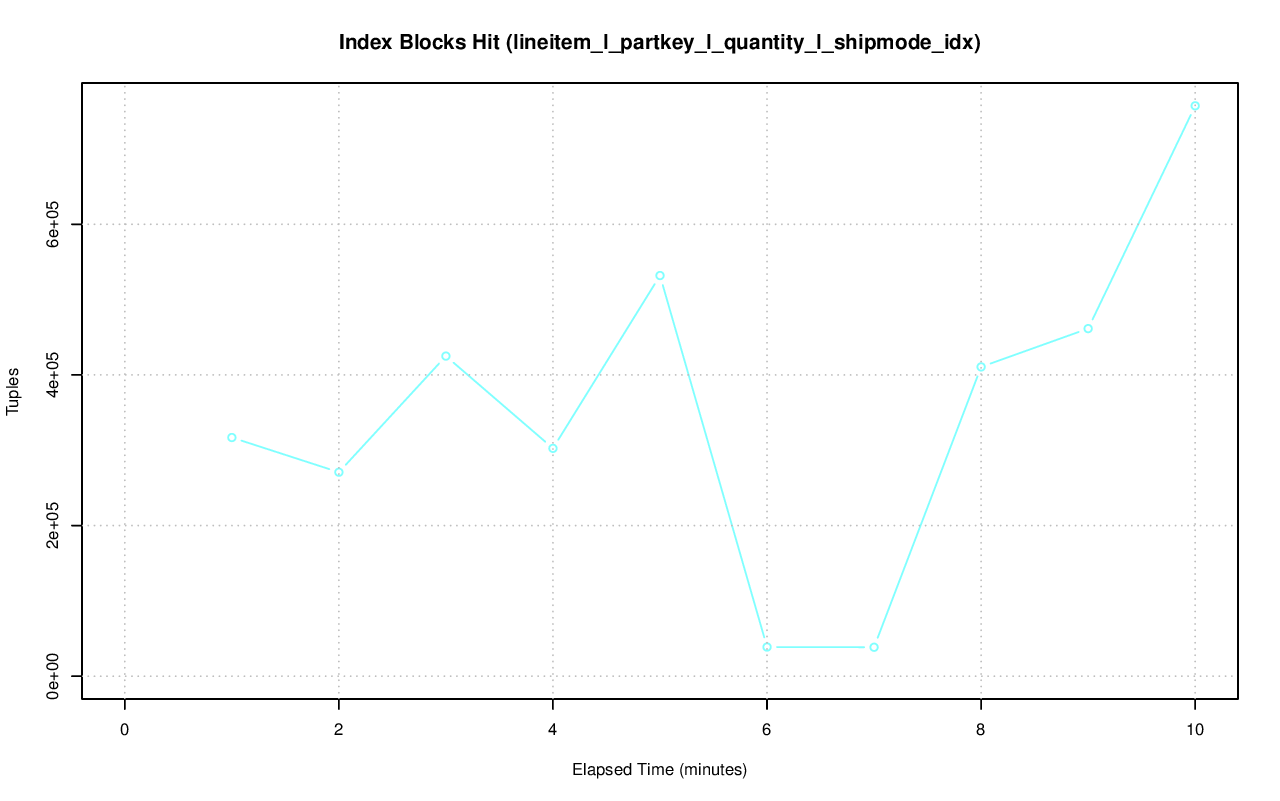 Index Blocks Hit (lineitem_l_partkey_l_quantity_l_shipmode_idx)
Tuples
6e+05
4e+05
2e+05
0e+00
0 2 4 6 8 10
Elapsed Time (minutes)